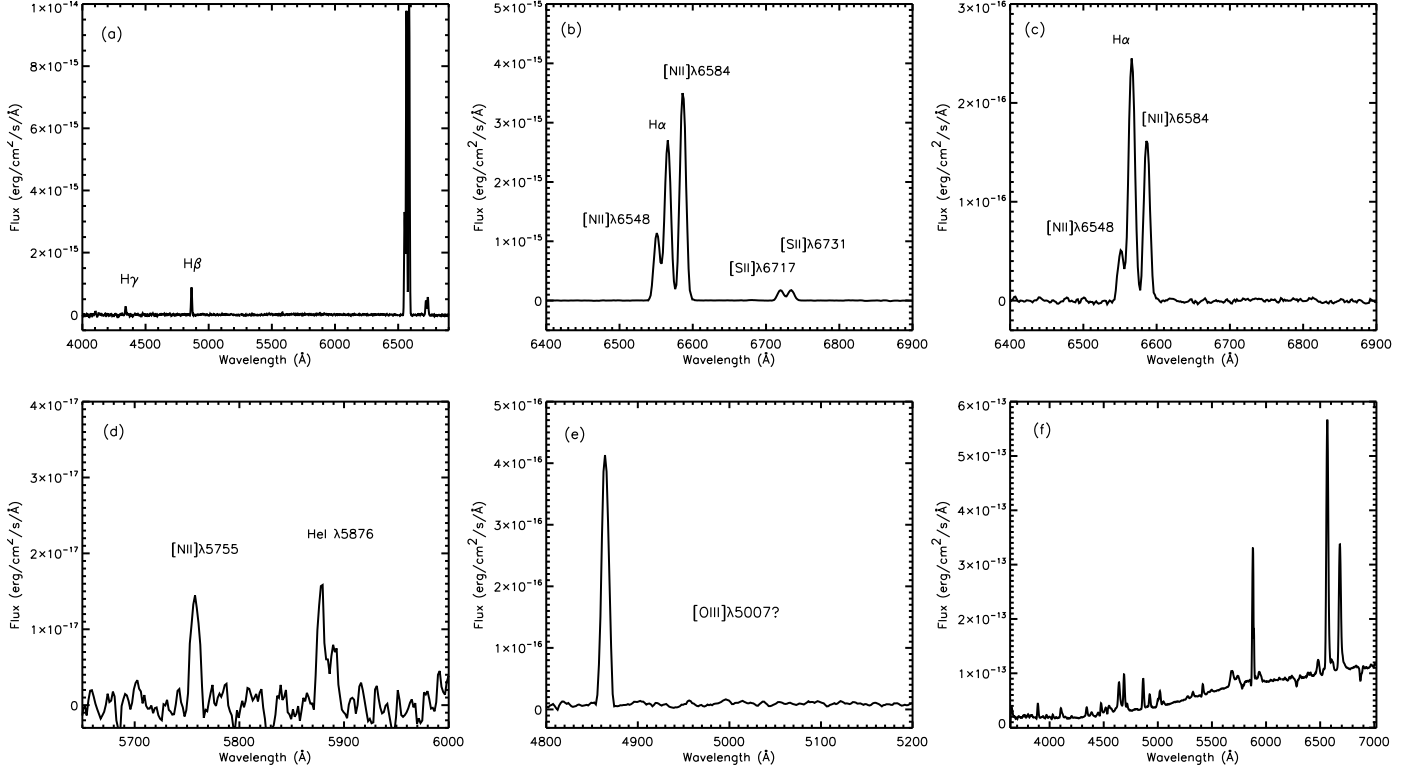 (a)
1×10⁻¹⁴
8×10⁻¹⁵
6×10⁻¹⁵
4×10⁻¹⁵
2×10⁻¹⁵
0
Flux (erg/cm²/s/Å)
Hγ
Hβ
4000 4500 5000 5500 6000 6500
Wavelength (Å)
(b)
5×10⁻¹⁵
4×10⁻¹⁵
3×10⁻¹⁵
2×10⁻¹⁵
1×10⁻¹⁵
0
Flux (erg/cm²/s/Å)
[NII]λ6584
Hα
[NII]λ6548
[SII]λ6731
[SII]λ6717
6400 6500 6600 6700 6800 6900
Wavelength (Å)
(c)
3×10⁻¹⁶
2×10⁻¹⁶
1×10⁻¹⁶
0
Flux (erg/cm²/s/Å)
Hα
[NII]λ6584
[NII]λ6548
6400 6500 6600 6700 6800 6900
Wavelength (Å)
(d)
4×10⁻¹⁷
3×10⁻¹⁷
2×10⁻¹⁷
1×10⁻¹⁷
0
Flux (erg/cm²/s/Å)
HeI λ5876
[NII]λ5755
5700 5800 5900 6000
Wavelength (Å)
(e)
5×10⁻¹⁶
4×10⁻¹⁶
3×10⁻¹⁶
2×10⁻¹⁶
1×10⁻¹⁶
0
Flux (erg/cm²/s/Å)
[OIII]λ5007?
4800 4900 5000 5100 5200
Wavelength (Å)
(f)
6×10⁻¹³
5×10⁻¹³
4×10⁻¹³
3×10⁻¹³
2×10⁻¹³
1×10⁻¹³
0
Flux (erg/cm²/s/Å)
4000 4500 5000 5500 6000 6500 7000
Wavelength (Å)